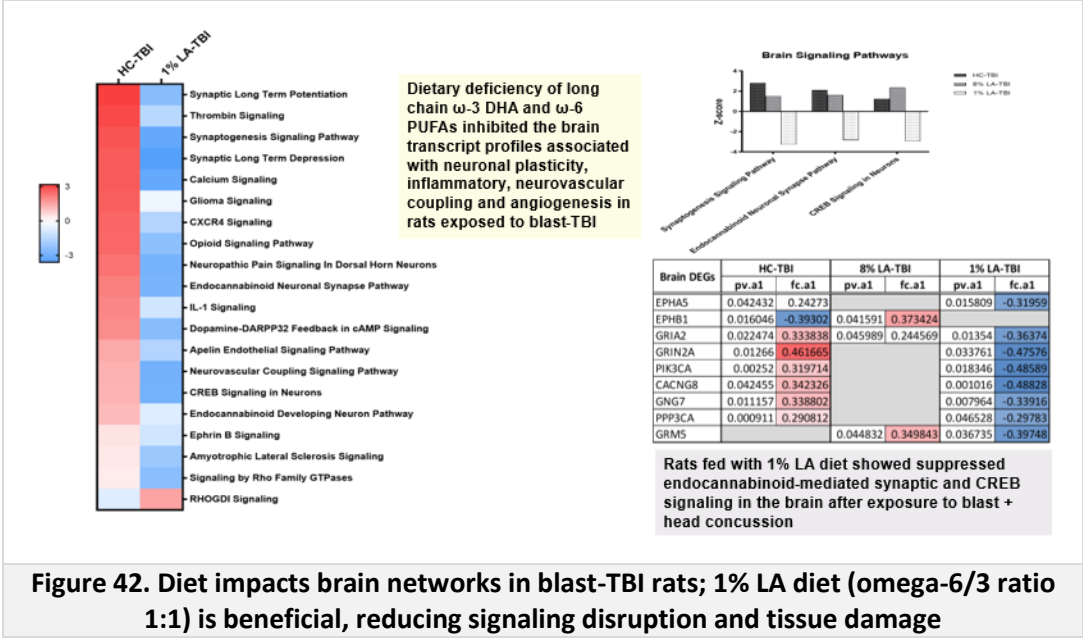 HC-TBI
1% LA-TBI
3
0
-3
Synaptic Long Term Potentiation
Thrombin Signaling
Synaptogenesis Signaling Pathway
Synaptic Long Term Depression
Calcium Signaling
Glioma Signaling
CXCR4 Signaling
Opioid Signaling Pathway
Neuropathic Pain Signaling In Dorsal Horn Neurons
Endocannabinoid Neuronal Synapse Pathway
IL-1 Signaling
Dopamine-DARPP32 Feedback in cAMP Signaling
Apelin Endothelial Signaling Pathway
Neurovascular Coupling Signaling Pathway
CREB Signaling in Neurons
Endocannabinoid Developing Neuron Pathway
Ephrin B Signaling
Amyotrophic Lateral Sclerosis Signaling
Signaling by Rho Family GTPases
RHOGDI Signaling
Dietary deficiency of long
chain ω-3 DHA and ω-6
PUFAs inhibited the brain
transcript profiles associated
with neuronal plasticity,
inflammatory, neurovascular
coupling and angiogenesis in
rats exposed to blast-TBI
Brain Signaling Pathways
Z-score
4
2
0
-2
-4
HC-TBI
8% LA-TBI
1% LA-TBI
Synaptogenesis Signaling Pathway
Endocannabinoid Neuronal Synapse Pathway
CREB Signaling in Neurons
Brain DEGs HC-TBI 8% LA-TBI 1% LA-TBI
pv.a1 fc.a1 pv.a1 fc.a1 pv.a1 fc.a1
EPHA5 0.042432 0.24273 0.015809 -0.31959
EPHB1 0.016046 -0.39302 0.041591 0.373424
GRIA2 0.022474 0.333838 0.045989 0.244569 0.01354 -0.36374
GRIN2A 0.01266 0.461665 0.033761 -0.47576
PIK3CA 0.00252 0.319714 0.018346 -0.48589
CACNG8 0.042455 0.342326 0.001016 -0.48828
GNG7 0.011157 0.338802 0.007964 -0.33916
PPP3CA 0.000911 0.290812 0.046528 -0.29783
GRM5 0.044832 0.349843 0.036735 -0.39748
Rats fed with 1% LA diet showed suppressed
endocannabinoid-mediated synaptic and CREB
signaling in the brain after exposure to blast +
head concussion
Figure 42. Diet impacts brain networks in blast-TBI rats; 1% LA diet (omega-6/3 ratio
1:1) is beneficial, reducing signaling disruption and tissue damage